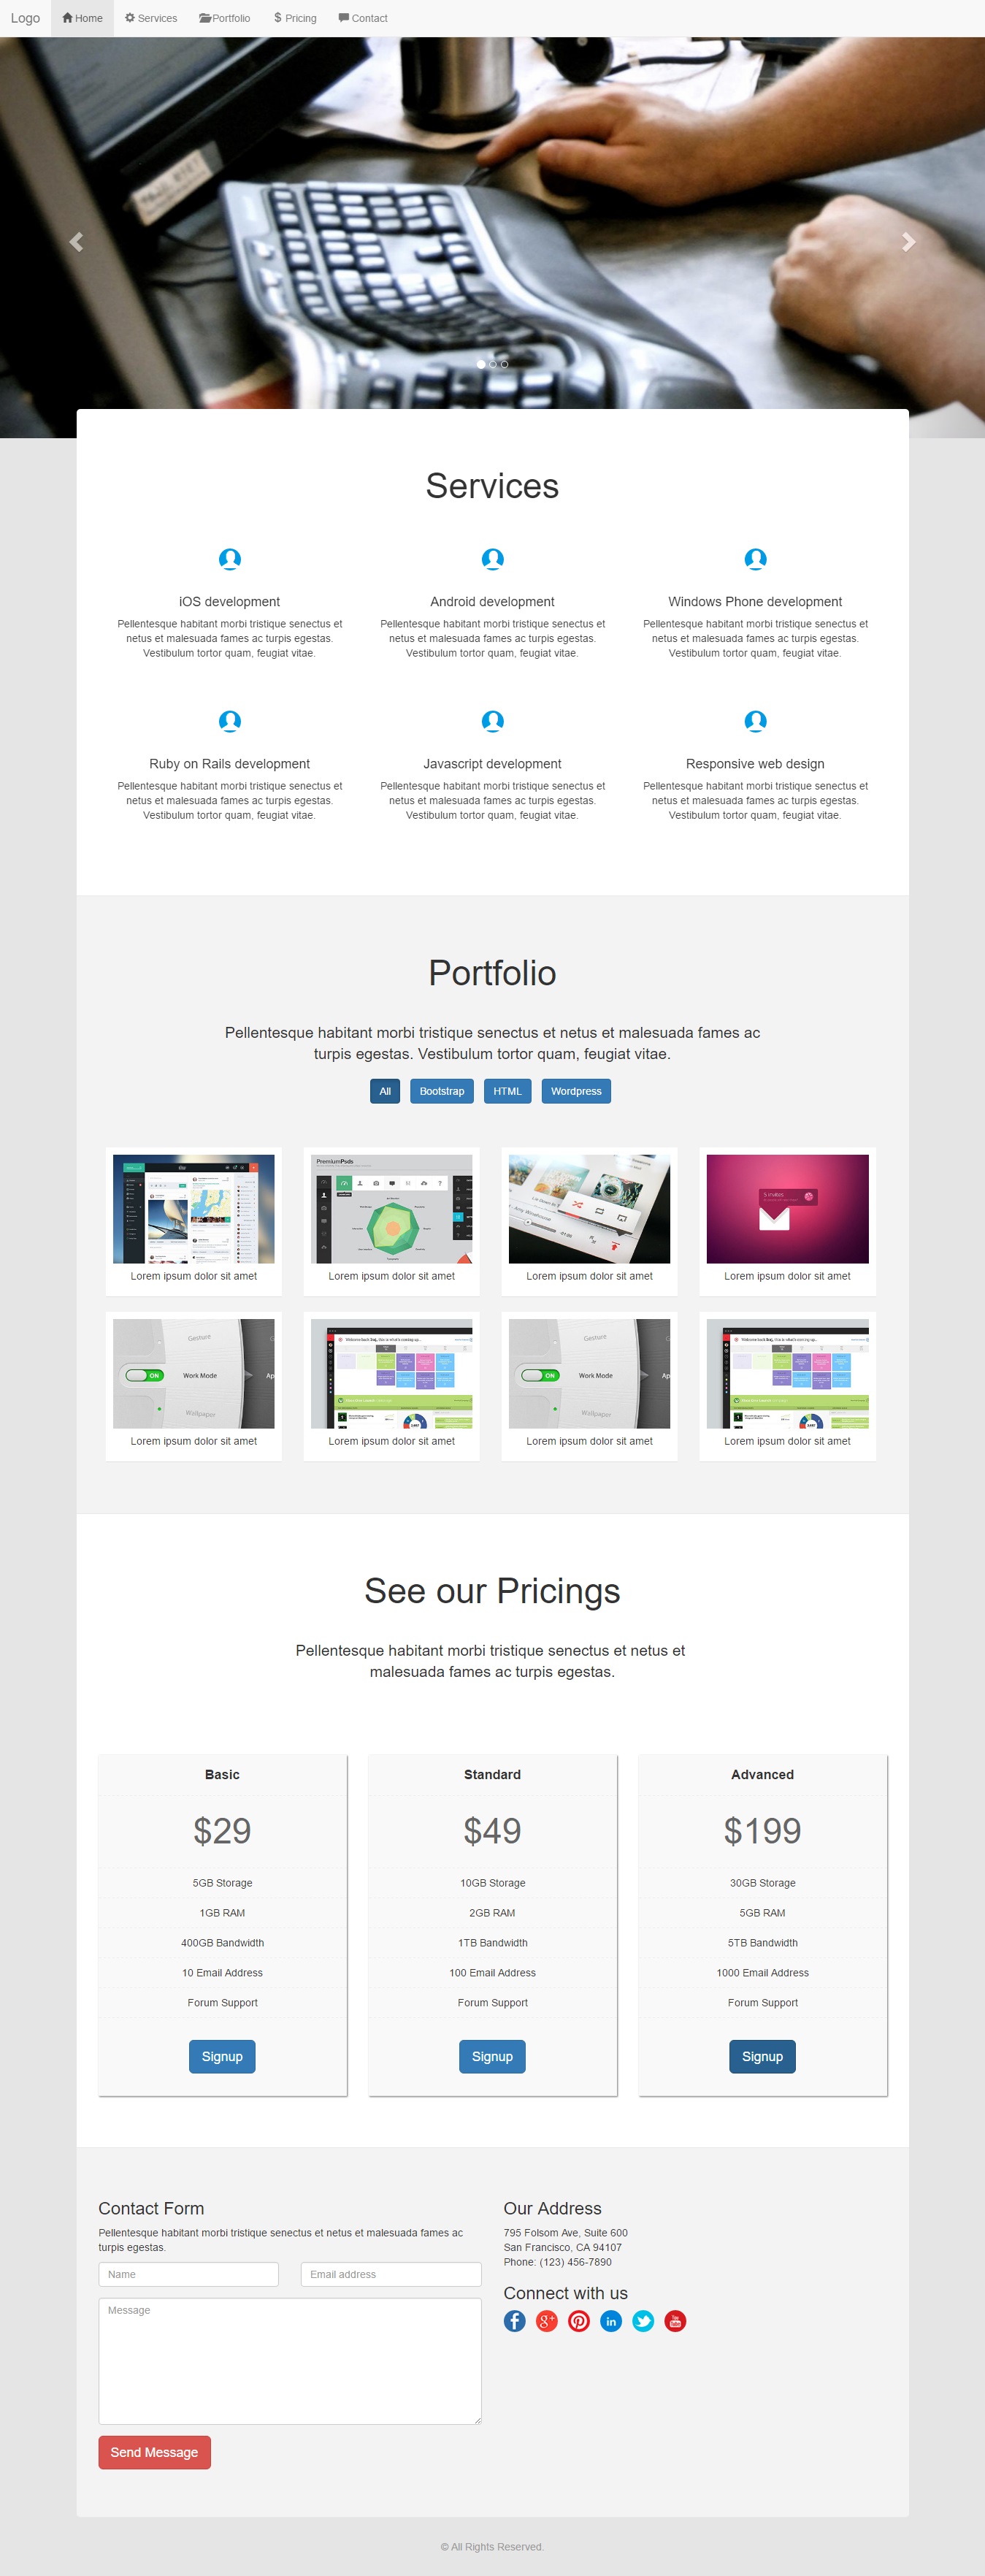 Logo
Home
Services
Portfolio
Pricing
Contact
Services
iOS development
Pellentesque habitant morbi tristique senectus et
netus et malesuada fames ac turpis egestas.
Vestibulum tortor quam, feugiat vitae.
Android development
Pellentesque habitant morbi tristique senectus et
netus et malesuada fames ac turpis egestas.
Vestibulum tortor quam, feugiat vitae.
Windows Phone development
Pellentesque habitant morbi tristique senectus et
netus et malesuada fames ac turpis egestas.
Vestibulum tortor quam, feugiat vitae.
Ruby on Rails development
Pellentesque habitant morbi tristique senectus et
netus et malesuada fames ac turpis egestas.
Vestibulum tortor quam, feugiat vitae.
Javascript development
Pellentesque habitant morbi tristique senectus et
netus et malesuada fames ac turpis egestas.
Vestibulum tortor quam, feugiat vitae.
Responsive web design
Pellentesque habitant morbi tristique senectus et
netus et malesuada fames ac turpis egestas.
Vestibulum tortor quam, feugiat vitae.
Portfolio
Pellentesque habitant morbi tristique senectus et netus et malesuada fames ac
turpis egestas. Vestibulum tortor quam, feugiat vitae.
All
Bootstrap
HTML
Wordpress
Lorem ipsum dolor sit amet
PremiumPsds
Lorem ipsum dolor sit amet
Lorem ipsum dolor sit amet
5 invites
Lorem ipsum dolor sit amet
Gesture
ON
Work Mode
Wallpaper
Lorem ipsum dolor sit amet
Lorem ipsum dolor sit amet
Gesture
ON
Work Mode
Ap
Wallpaper
Lorem ipsum dolor sit amet
Lorem ipsum dolor sit amet
See our Pricings
Pellentesque habitant morbi tristique senectus et netus et
malesuada fames ac turpis egestas.
Basic
$29
5GB Storage
1GB RAM
400GB Bandwidth
10 Email Address
Forum Support
Signup
Standard
$49
10GB Storage
2GB RAM
1TB Bandwidth
100 Email Address
Forum Support
Signup
Advanced
$199
30GB Storage
5GB RAM
5TB Bandwidth
1000 Email Address
Forum Support
Signup
Contact Form
Pellentesque habitant morbi tristique senectus et netus et malesuada fames ac
turpis egestas.
Name
Email address
Message
Send Message
Our Address
795 Folsom Ave, Suite 600
San Francisco, CA 94107
Phone: (123) 456-7890
Connect with us
© All Rights Reserved.